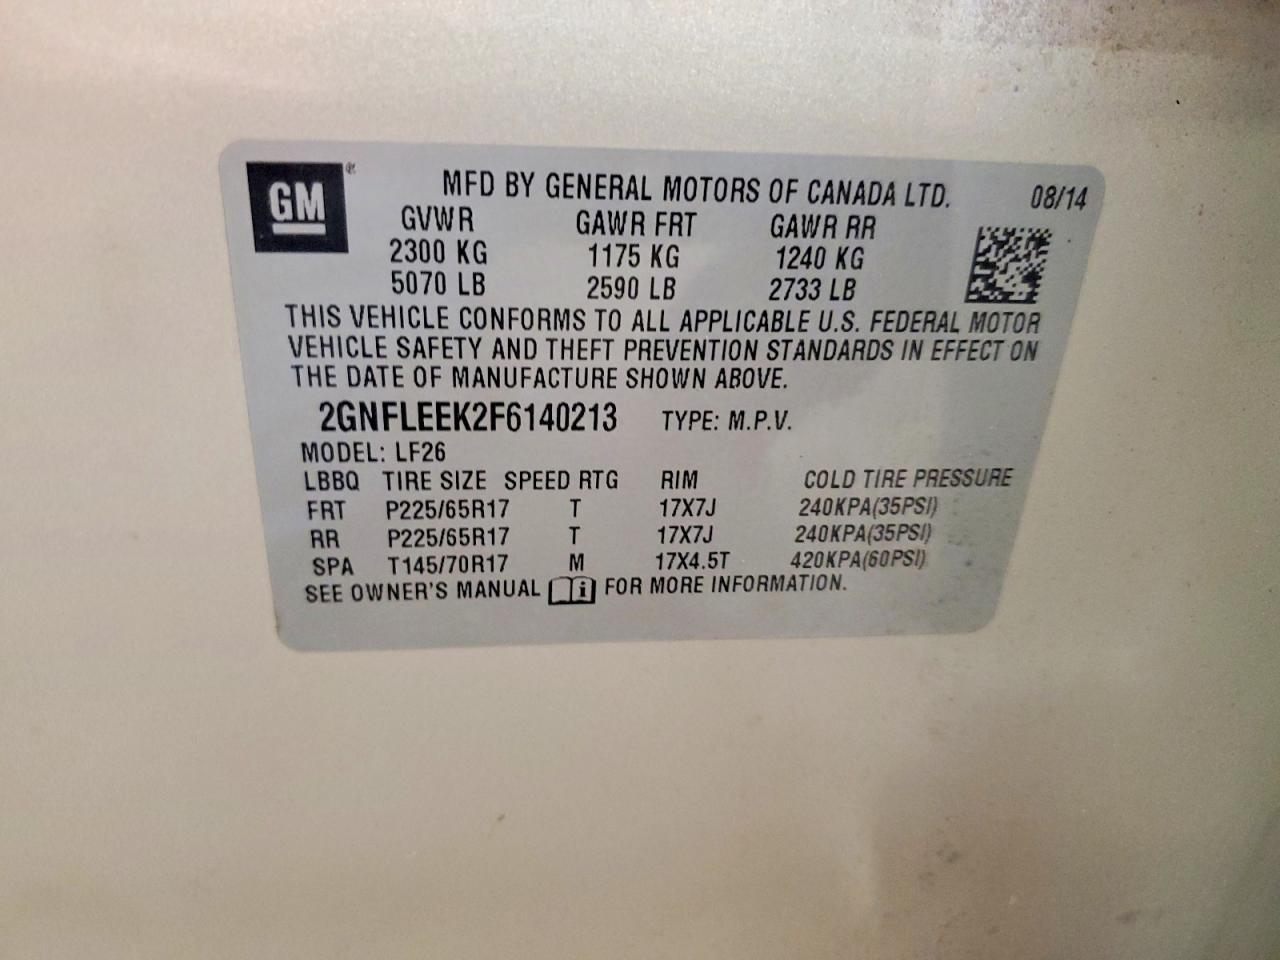 GM®
MFD BY GENERAL MOTORS OF CANADA LTD. 08/14
GVWR GAWR FRT GAWR RR
2300 KG 1175 KG 1240 KG
5070 LB 2590 LB 2733 LB
THIS VEHICLE CONFORMS TO ALL APPLICABLE U.S. FEDERAL MOTOR
VEHICLE SAFETY AND THEFT PREVENTION STANDARDS IN EFFECT ON
THE DATE OF MANUFACTURE SHOWN ABOVE.
2GNFLEEK2F6140213 TYPE: M.P.V.
MODEL: LF26
LBBQ TIRE SIZE SPEED RTG RIM COLD TIRE PRESSURE
FRT P225/65R17 T 17X7J 240KPA(35PSI)
RR P225/65R17 T 17X7J 240KPA(35PSI)
SPA T145/70R17 M 17X4.5T 420KPA(60PSI)
SEE OWNER'S MANUAL i FOR MORE INFORMATION.